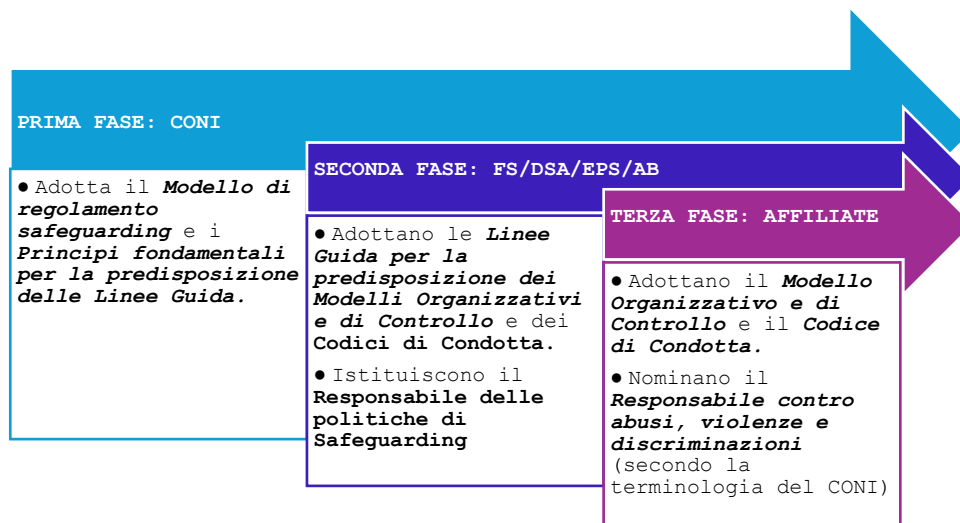 PRIMA FASE: CONI
● Adotta il Modello di
regolamento
safeguarding e i
Principi fondamentali
per la predisposizione
delle Linee Guida.
SECONDA FASE: FS/DSA/EPS/AB
● Adottano le Linee
Guida per la
predisposizione dei
Modelli Organizzativi
e di Controllo e dei
Codici di Condotta.
● Istituiscono il
Responsabile delle
politiche di
Safeguarding
TERZA FASE: AFFILIATE
● Adottano il Modello
Organizzativo e di
Controllo e il Codice
di Condotta.
● Nominano il
Responsabile contro
abusi, violenze e
discriminazioni
(secondo la
terminologia del CONI)